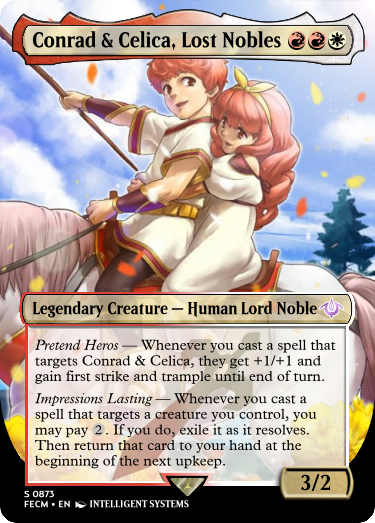 Conrad & Celica, Lost Nobles
Legendary Creature — Human Lord Noble
Pretend Heros — Whenever you cast a spell that
targets Conrad & Celica, they get +1/+1 and
gain first strike and trample until end of turn.
Impressions Lasting — Whenever you cast a
spell that targets a creature you control, you
may pay 2. If you do, exile it as it resolves.
Then return that card to your hand at the
beginning of the next upkeep.
3/2
S 0873
FECM • EN INTELLIGENT SYSTEMS